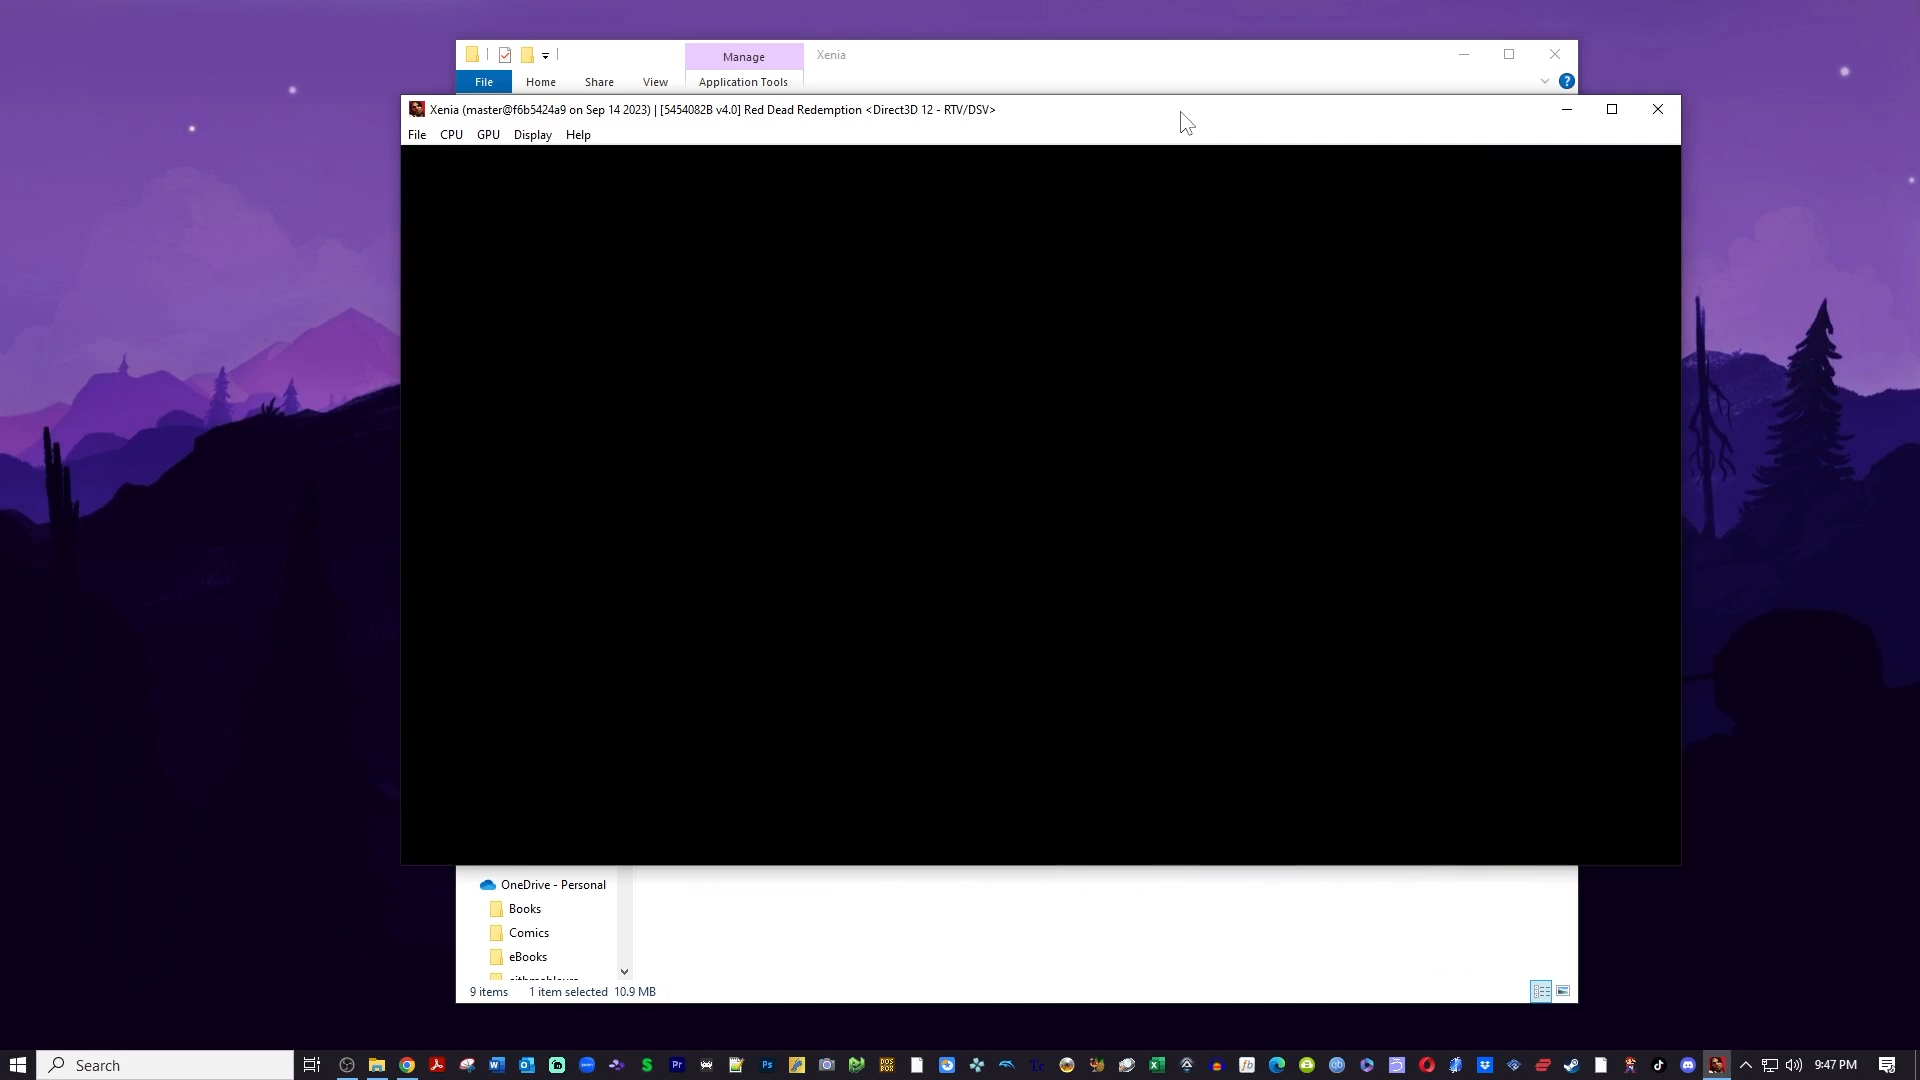 Manage
Xenia
File
Home
Share
View
Application Tools
Xenia (master@f6b5424a9 on Sep 14 2023) | [5454082B v4.0] Red Dead Redemption <Direct3D 12 - RTV/DSV>
File
CPU
GPU
Display
Help
OneDrive - Personal
Books
Comics
eBooks
9 items
1 item selected 10.9 MB
Search
9:47 PM